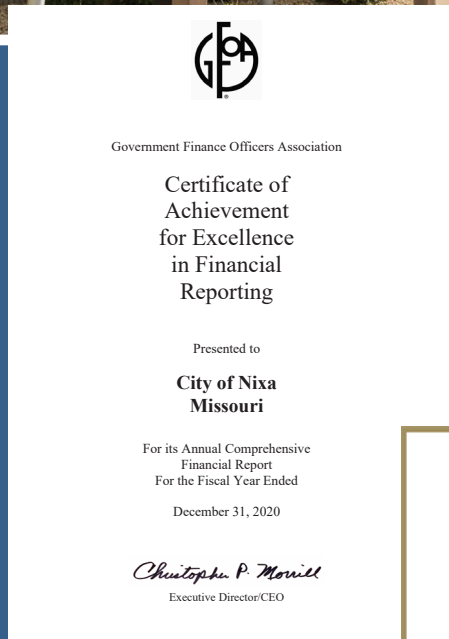 GFOA
®
Government Finance Officers Association
Certificate of
Achievement
for Excellence
in Financial
Reporting
Presented to
City of Nixa
Missouri
For its Annual Comprehensive
Financial Report
For the Fiscal Year Ended
December 31, 2020
Christopher P. Morrill
Executive Director/CEO